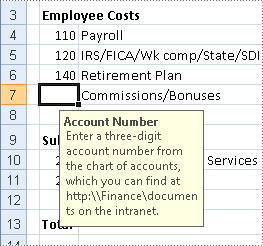 3 Employee Costs
4 110 Payroll
5 120 IRS/FICA/Wk comp/State/SDI
6 140 Retirement Plan
7 Commissions/Bonuses
8
Account Number
Enter a three-digit
account number from
the chart of accounts,
which you can find at
http:\\Finance\documen
ts on the intranet.
9 Su
10 2 Services
11 2
12
13 Total